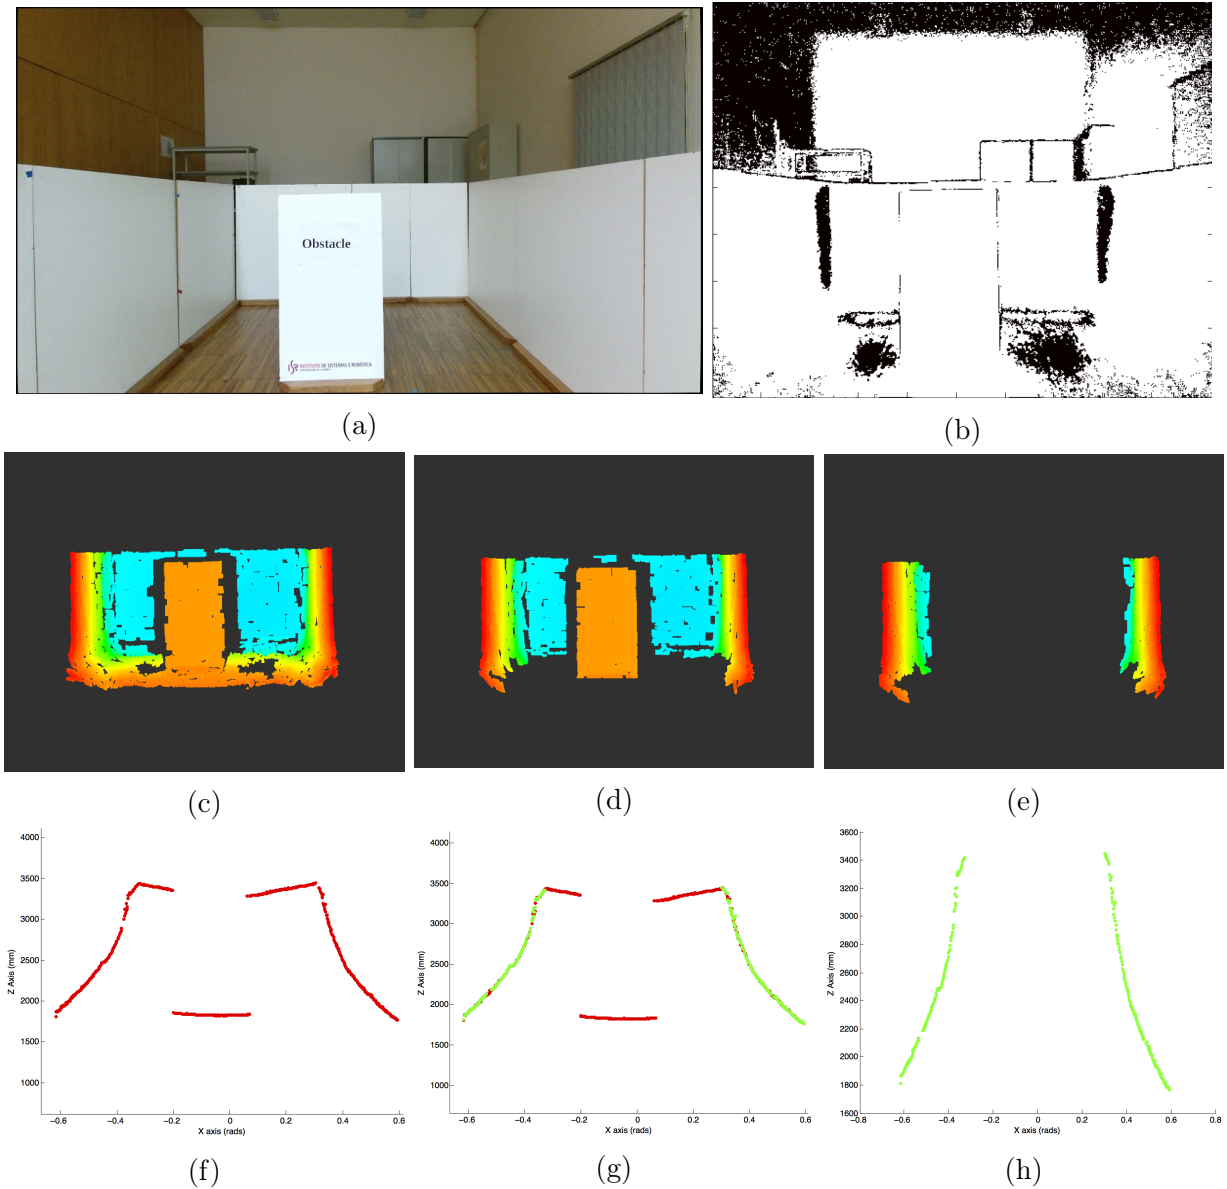 Obstacle
ISR INSTITUTO DE SISTEMAS E ROBÓTICA
(a)
(b)
(c)
(d)
(e)
4000
3500
3000
2500
2000
1500
1000
Z Axis (mm)
−0.6 −0.4 −0.2 0 0.2 0.4 0.6
X axis (rads)
(f)
4000
3500
3000
2500
2000
1500
1000
Z Axis (mm)
−0.6 −0.4 −0.2 0 0.2 0.4 0.6
X axis (rads)
(g)
3600
3400
3200
3000
2800
2600
2400
2200
2000
1800
1600
Z Axis (mm)
−0.8 −0.6 −0.4 −0.2 0 0.2 0.4 0.6 0.8
X axis (rads)
(h)